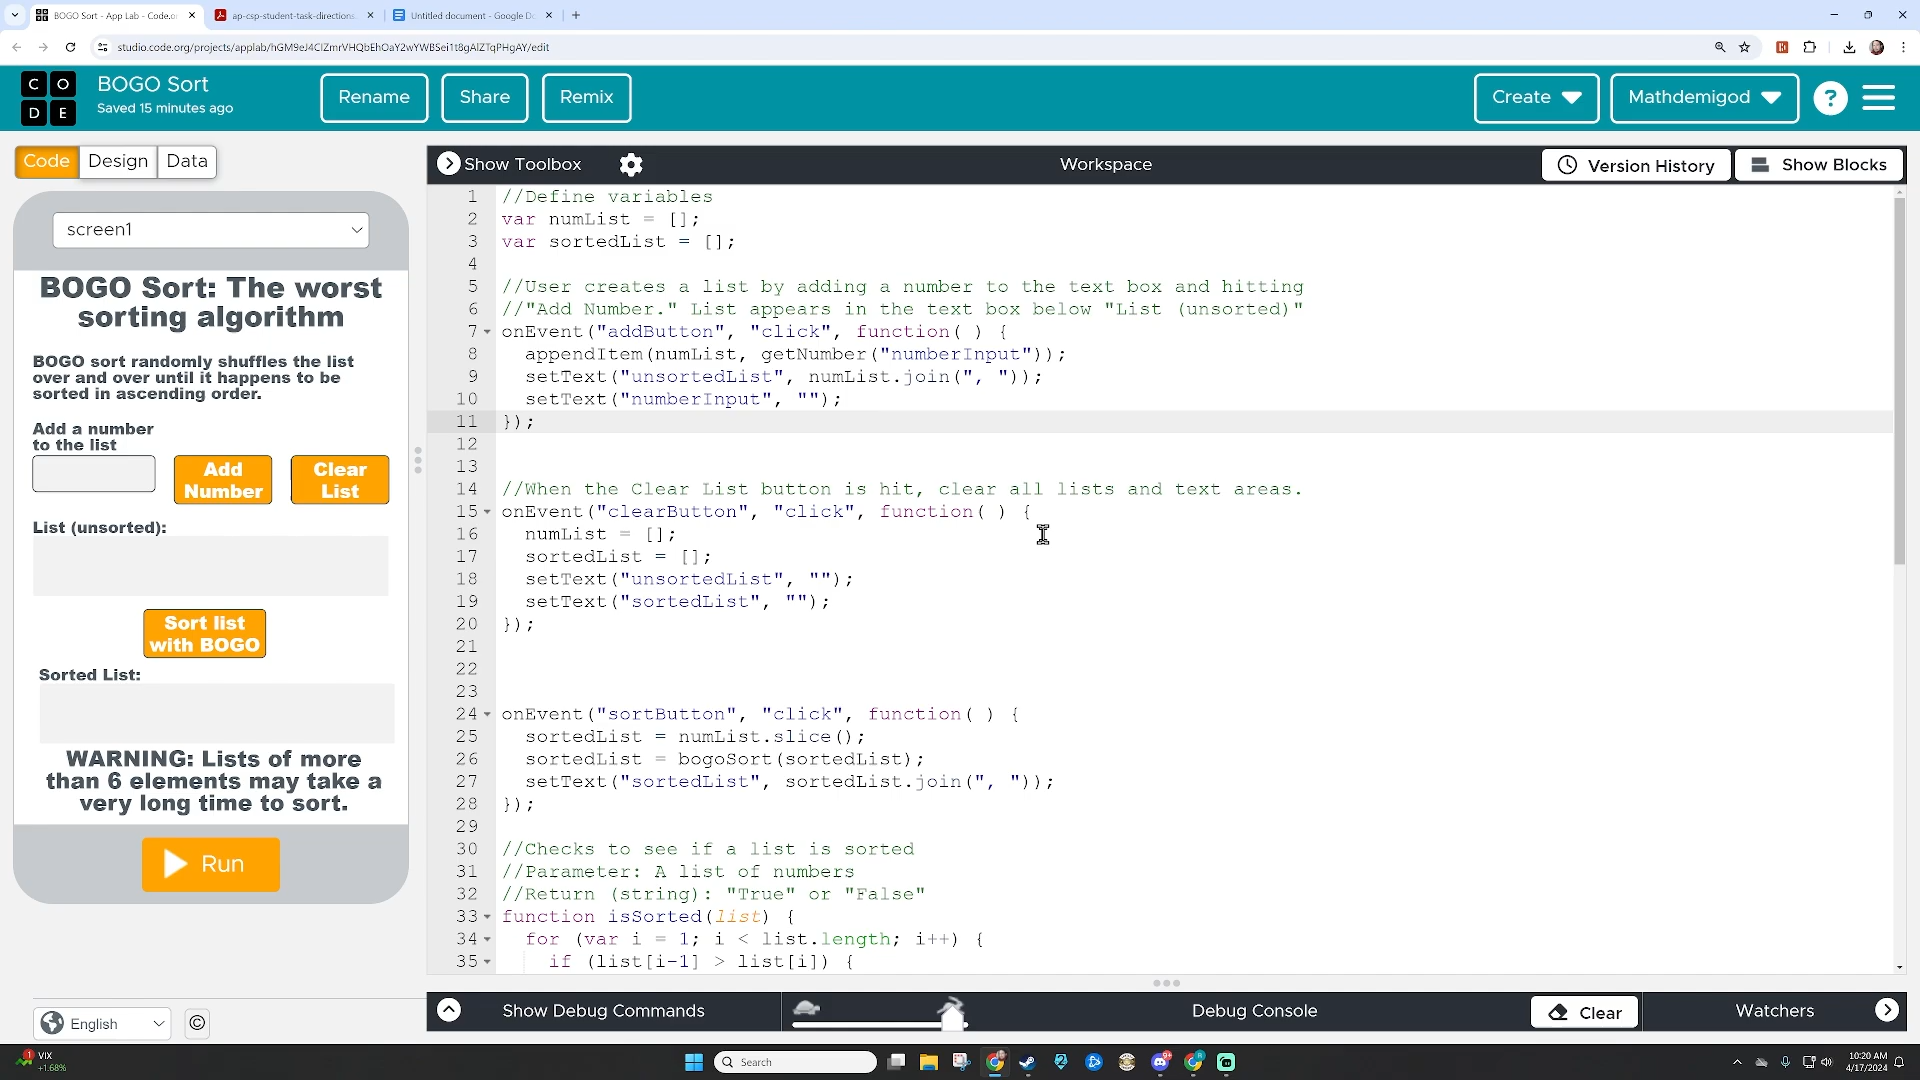 BOGO Sort - App Lab - Code.o
ap-csp-student-task-directions.
Untitled document - Google Do
studio.code.org/projects/applab/hGM9eJ4ClZmrVHQbEhOaY2wYWBSei1t8gAlZTqPHgAY/edit
C O D E
BOGO Sort
Saved 15 minutes ago
Rename
Share
Remix
Create
Mathdemigod
?
Code
Design
Data
Show Toolbox
Workspace
Version History
Show Blocks
screen1
BOGO Sort: The worst
sorting algorithm
BOGO sort randomly shuffles the list
over and over until it happens to be
sorted in ascending order.
Add a number
to the list
Add
Number
Clear
List
List (unsorted):
Sort list
with BOGO
Sorted List:
WARNING: Lists of more
than 6 elements may take a
very long time to sort.
Run
1 //Define variables
2 var numList = [];
3 var sortedList = [];
4
5 //User creates a list by adding a number to the text box and hitting
6 //"Add Number." List appears in the text box below "List (unsorted)"
7 onEvent("addButton", "click", function( ) {
8 appendItem(numList, getNumber("numberInput"));
9 setText("unsortedList", numList.join(", "));
10 setText("numberInput", "");
11 });
12
13
14 //When the Clear List button is hit, clear all lists and text areas.
15 onEvent("clearButton", "click", function( ) {
16 numList = [];
17 sortedList = [];
18 setText("unsortedList", "");
19 setText("sortedList", "");
20 });
21
22
23
24 onEvent("sortButton", "click", function( ) {
25 sortedList = numList.slice();
26 sortedList = bogoSort(sortedList);
27 setText("sortedList", sortedList.join(", "));
28 });
29
30 //Checks to see if a list is sorted
31 //Parameter: A list of numbers
32 //Return (string): "True" or "False"
33 function isSorted(list) {
34 for (var i = 1; i < list.length; i++) {
35 if (list[i-1] > list[i]) {
Show Debug Commands
Debug Console
Clear
Watchers
English
©
VIX
+1.68%
Search
10:20 AM
4/17/2024